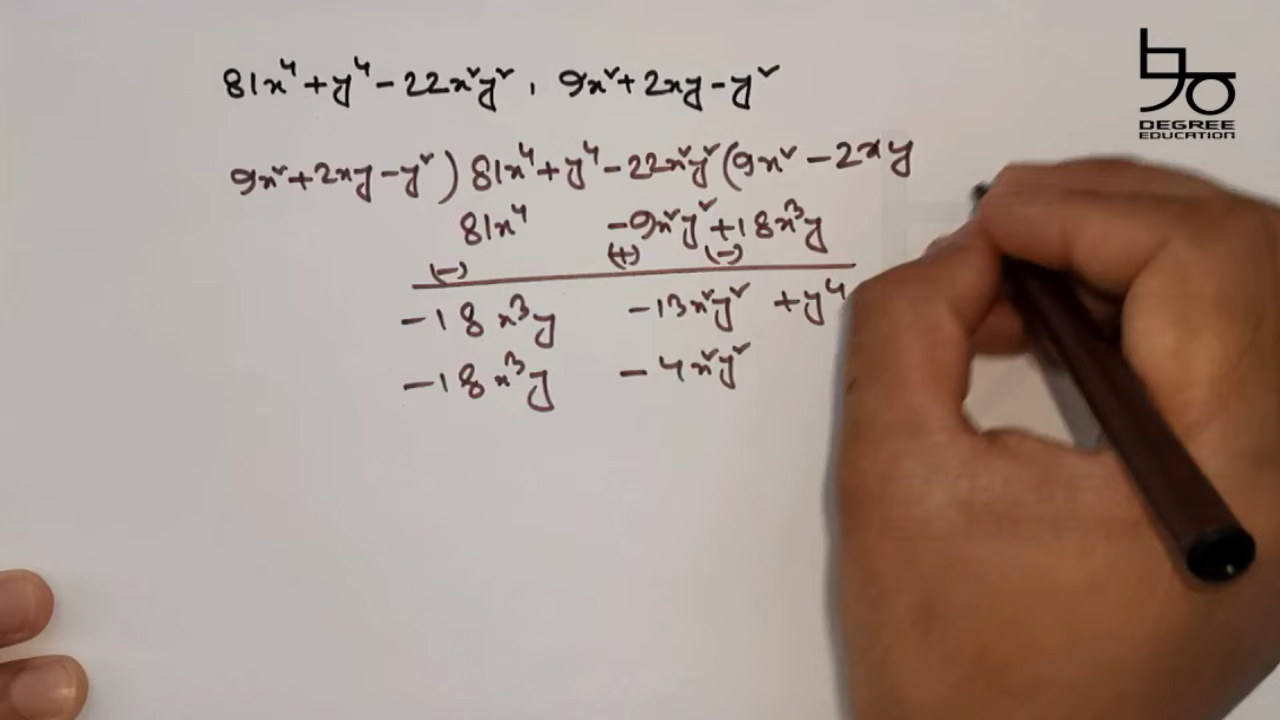 81x⁴ + y⁴ - 22x²y² , 9x² + 2xy - y²
9x² + 2xy - y² ) 81x⁴ + y⁴ - 22x²y² ( 9x² - 2xy
81x⁴ - 9x²y² + 18x³y
(-) (+) (-)
-18x³y - 13x²y² + y⁴
-18x³y - 4x²y²
DEGREE
EDUCATION